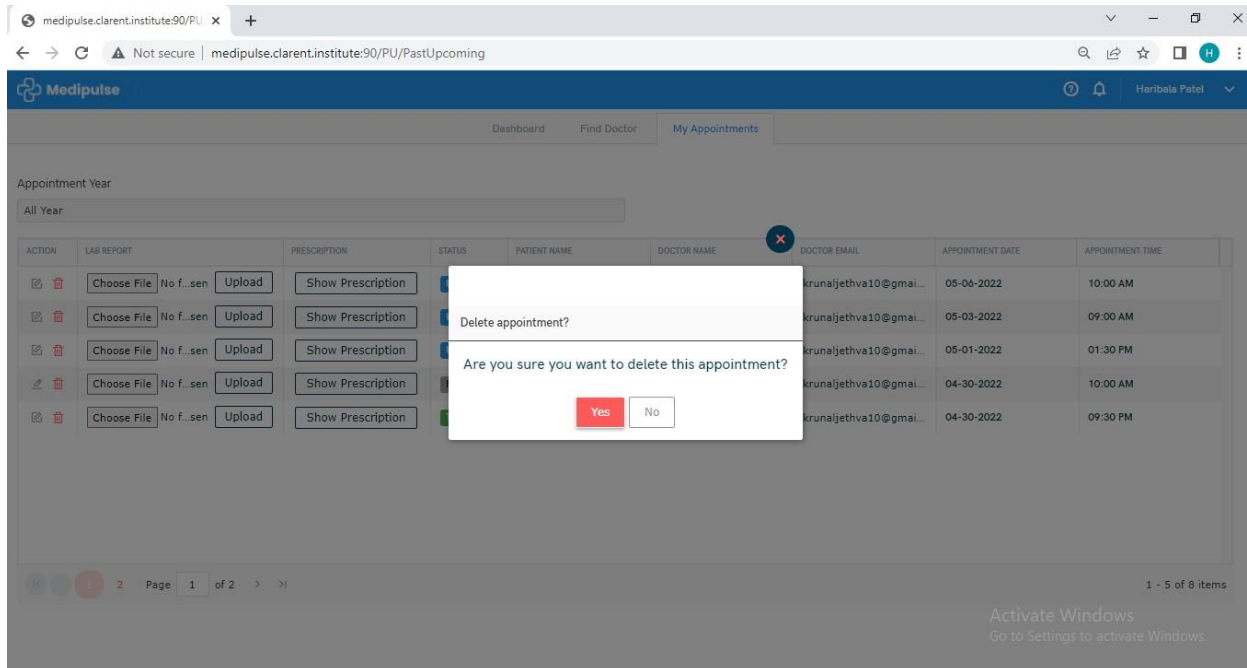 medipulse.clarent.institute:90/PU
Not secure | medipulse.clarent.institute:90/PU/PastUpcoming
H
Medipulse
Haribala Patel
Dashboard Find Doctor My Appointments
Appointment Year
All Year
ACTION LAB REPORT PRESCRIPTION STATUS PATIENT NAME DOCTOR NAME DOCTOR EMAIL APPOINTMENT DATE APPOINTMENT TIME
Choose File No f...sen Upload Show Prescription krunaljethva10@gmai... 05-06-2022 10:00 AM
Choose File No f...sen Upload Show Prescription krunaljethva10@gmai... 05-03-2022 09:00 AM
Choose File No f...sen Upload Show Prescription krunaljethva10@gmai... 05-01-2022 01:30 PM
Choose File No f...sen Upload Show Prescription krunaljethva10@gmai... 04-30-2022 10:00 AM
Choose File No f...sen Upload Show Prescription krunaljethva10@gmai... 04-30-2022 09:30 PM
Delete appointment?
Are you sure you want to delete this appointment?
Yes No
1 2 Page 1 of 2 1 - 5 of 8 items
Activate Windows
Go to Settings to activate Windows.